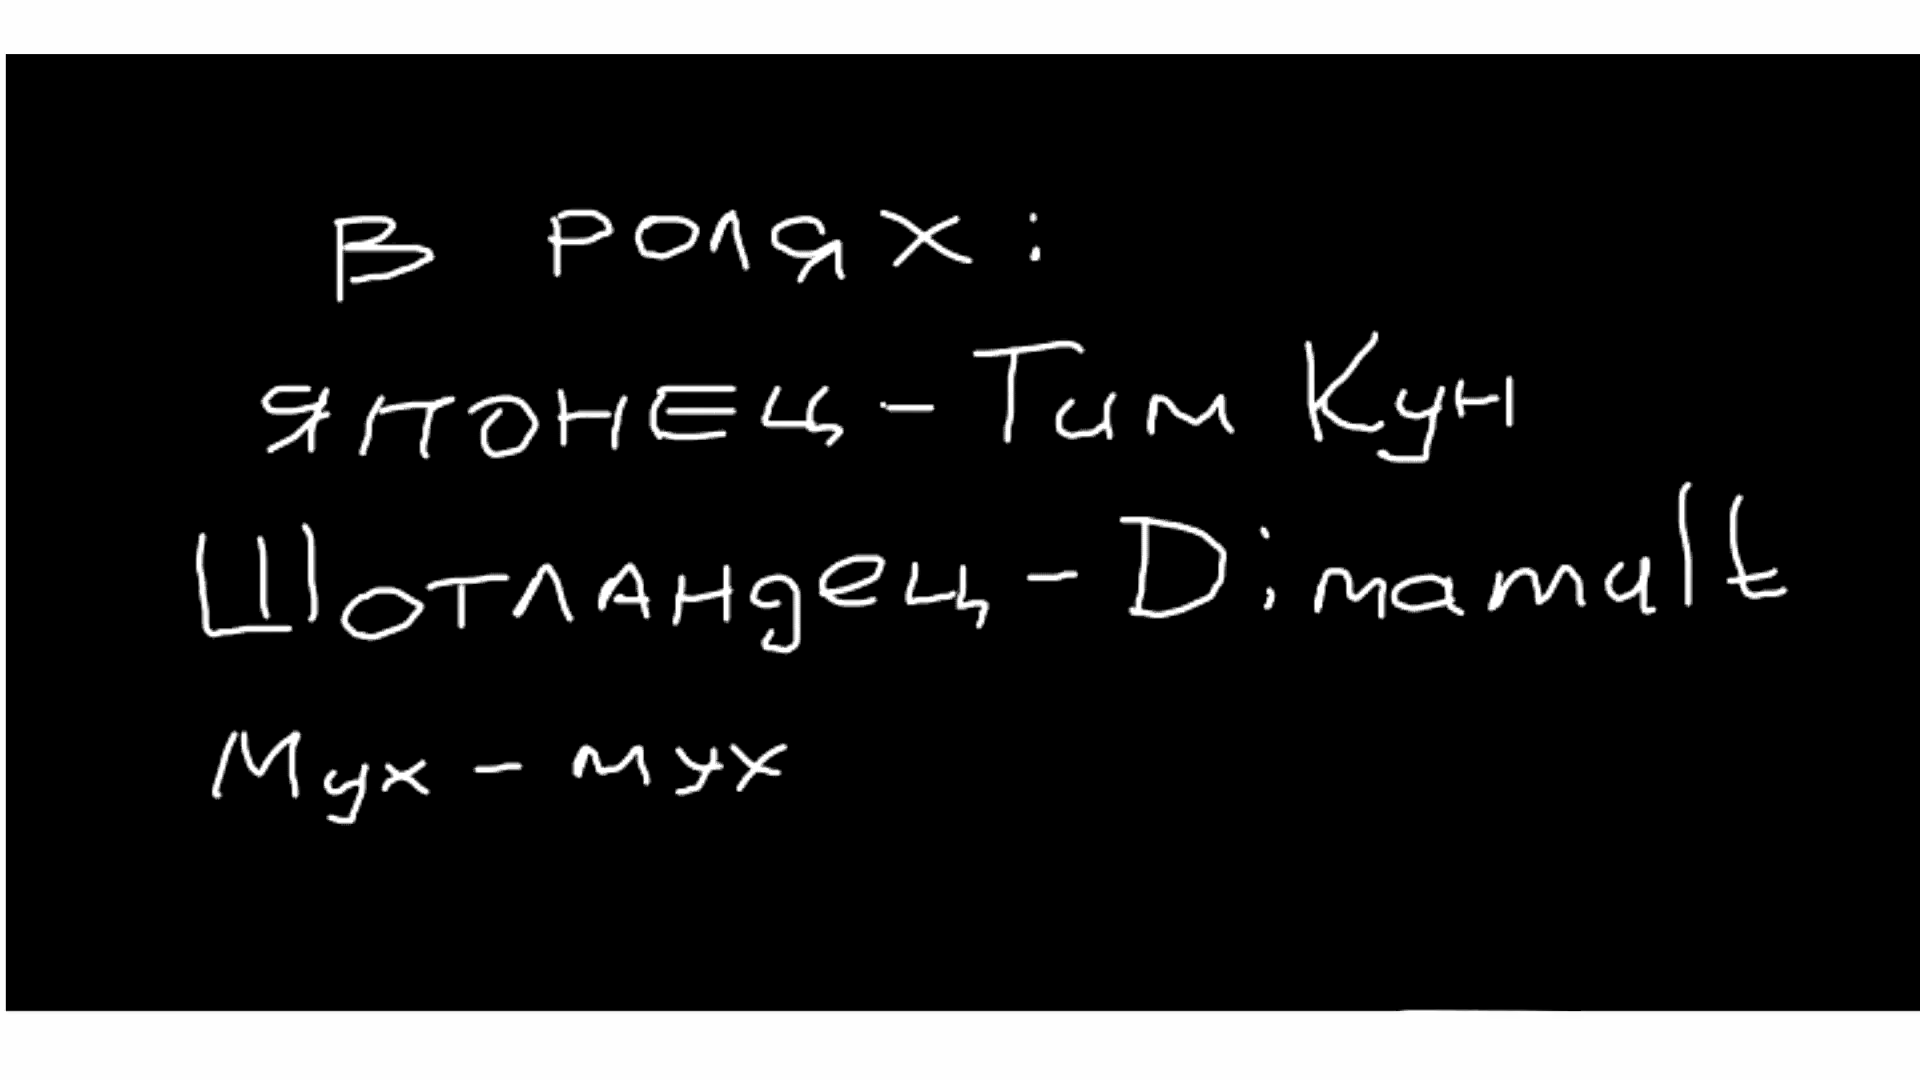 В ролях:
Японец - Тим Кун
Шотландец - Dimamalt
Мух - мух